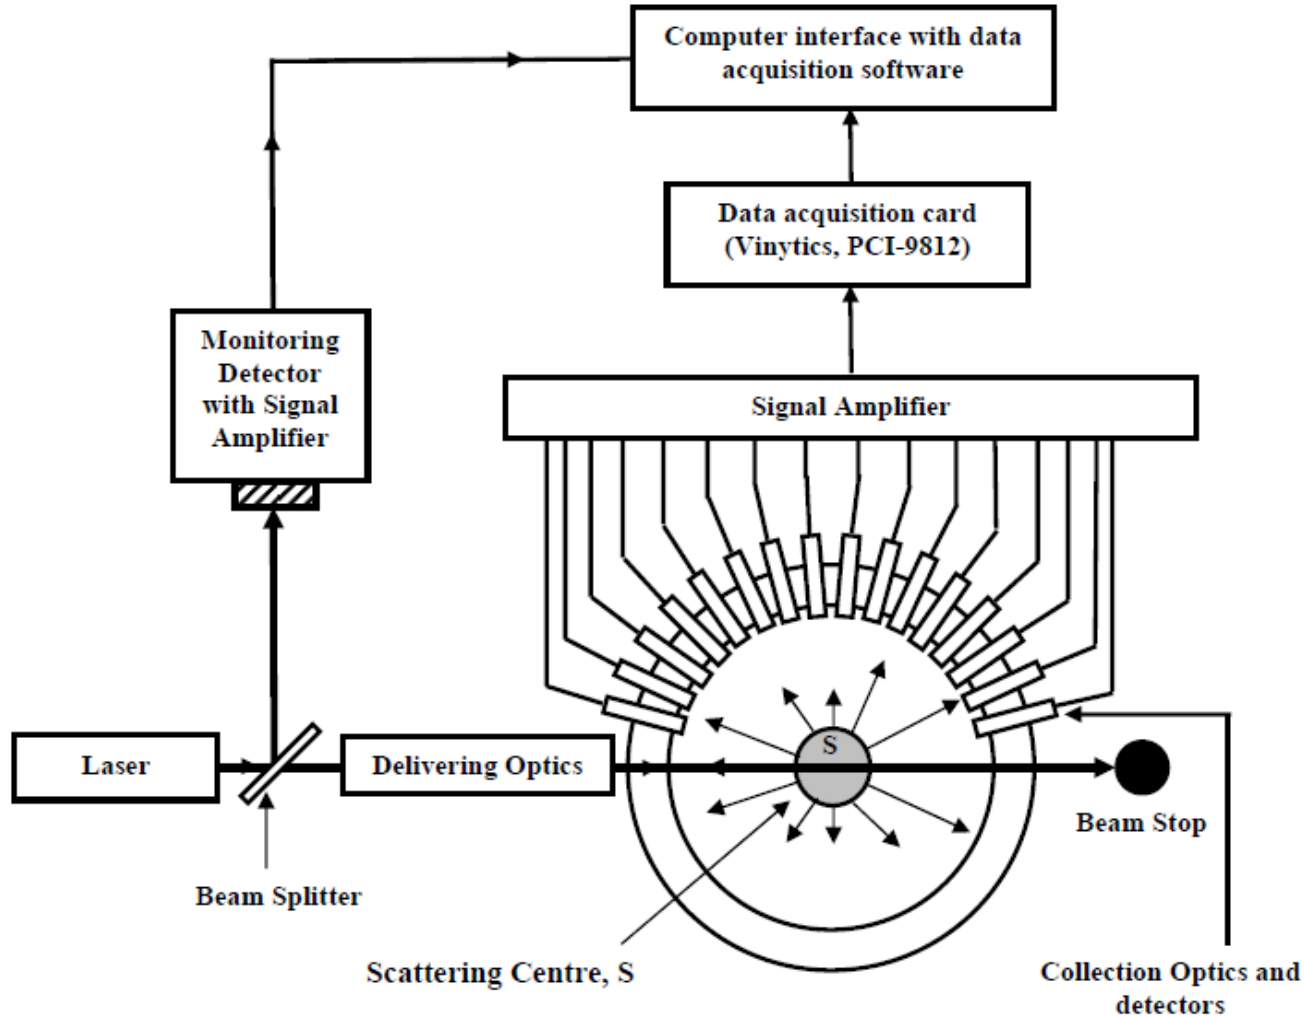 Computer interface with data
acquisition software
Data acquisition card
(Vinytics, PCI-9812)
Monitoring
Detector
with Signal
Amplifier
Signal Amplifier
S
Laser
Delivering Optics
Beam Stop
Beam Splitter
Scattering Centre, S
Collection Optics and
detectors